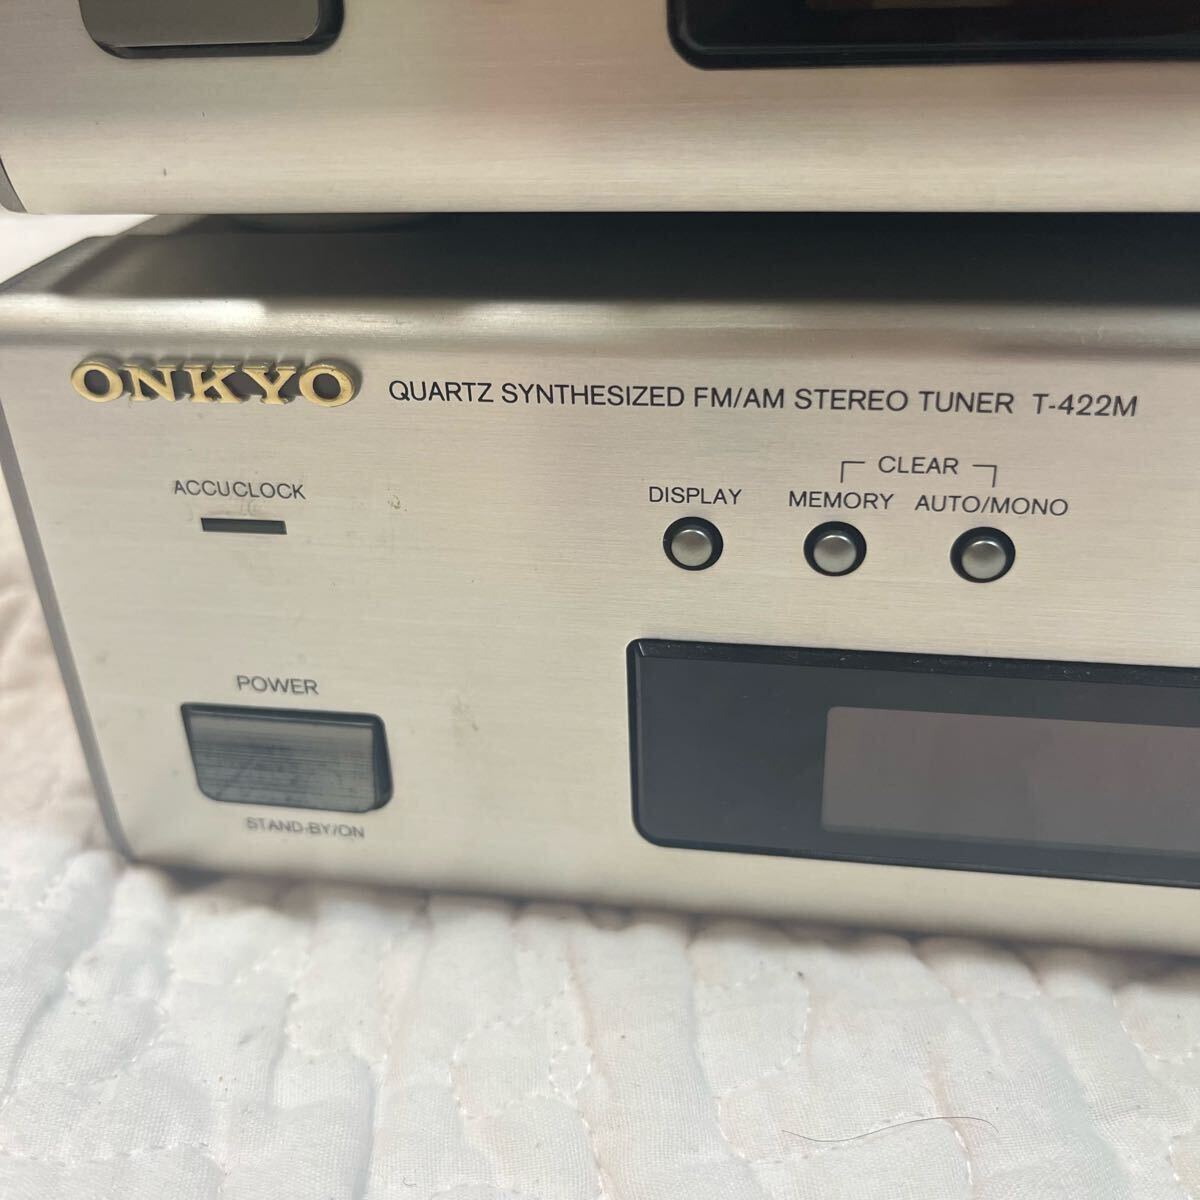 ONKYO QUARTZ SYNTHESIZED FM/AM STEREO TUNER T-422M
CLEAR
ACCUCLOCK
DISPLAY MEMORY AUTO/MONO
POWER
STAND-BY/ON